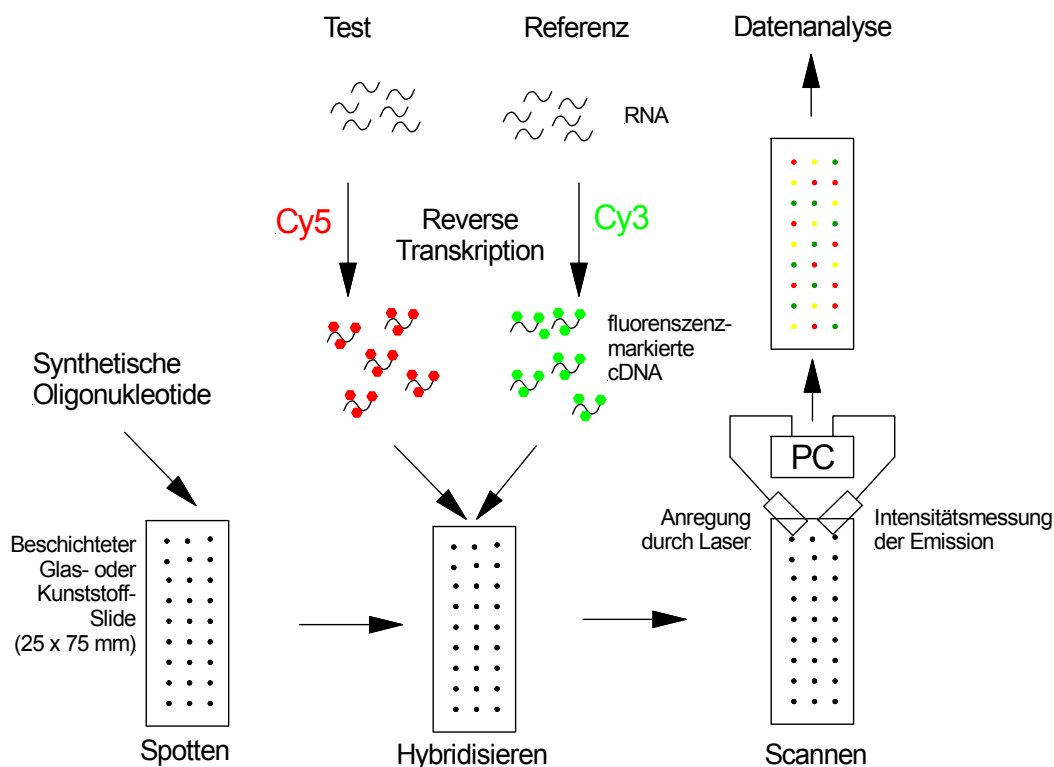 Test
Referenz
Datenanalyse
RNA
Cy5
Reverse
Transkription
Cy3
fluorenszenz-
markierte
cDNA
Synthetische
Oligonukleotide
PC
Anregung
durch Laser
Intensitätsmessung
der Emission
Beschichteter
Glas- oder
Kunststoff-
Slide
(25 x 75 mm)
Spotten
Hybridisieren
Scannen